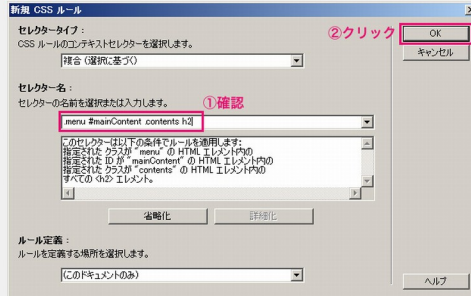 新規 CSS ルール
セレクタータイプ：
CSS ルールのコンテキストセレクターを選択します。
複合 (選択に基づく)
②クリック
OK
キャンセル
セレクター名：
セレクターの名前を選択または入力します。
①確認
.menu #mainContent .contents h2
このセレクターは以下の条件でルールを適用します:
指定された クラスが "menu" の HTML エレメント内の
指定された ID が "mainContent" の HTML エレメント内の
指定された クラスが "contents" の HTML エレメント内の
すべての <h2> エレメント。
省略化
詳細化
ルール定義：
ルールを定義する場所を選択します。
(このドキュメントのみ)
ヘルプ